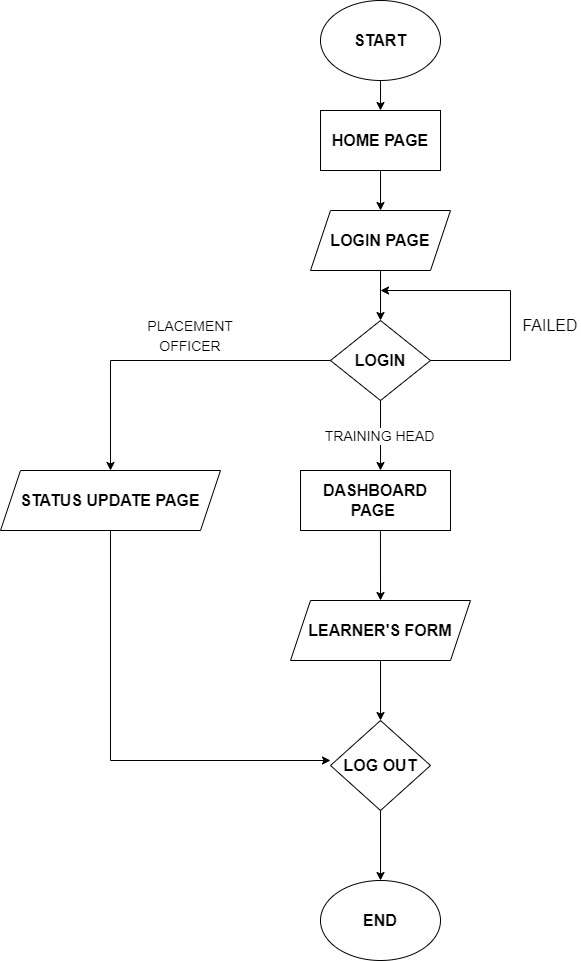 START
HOME PAGE
LOGIN PAGE
PLACEMENT
OFFICER
FAILED
LOGIN
TRAINING HEAD
STATUS UPDATE PAGE
DASHBOARD
PAGE
LEARNER'S FORM
LOG OUT
END